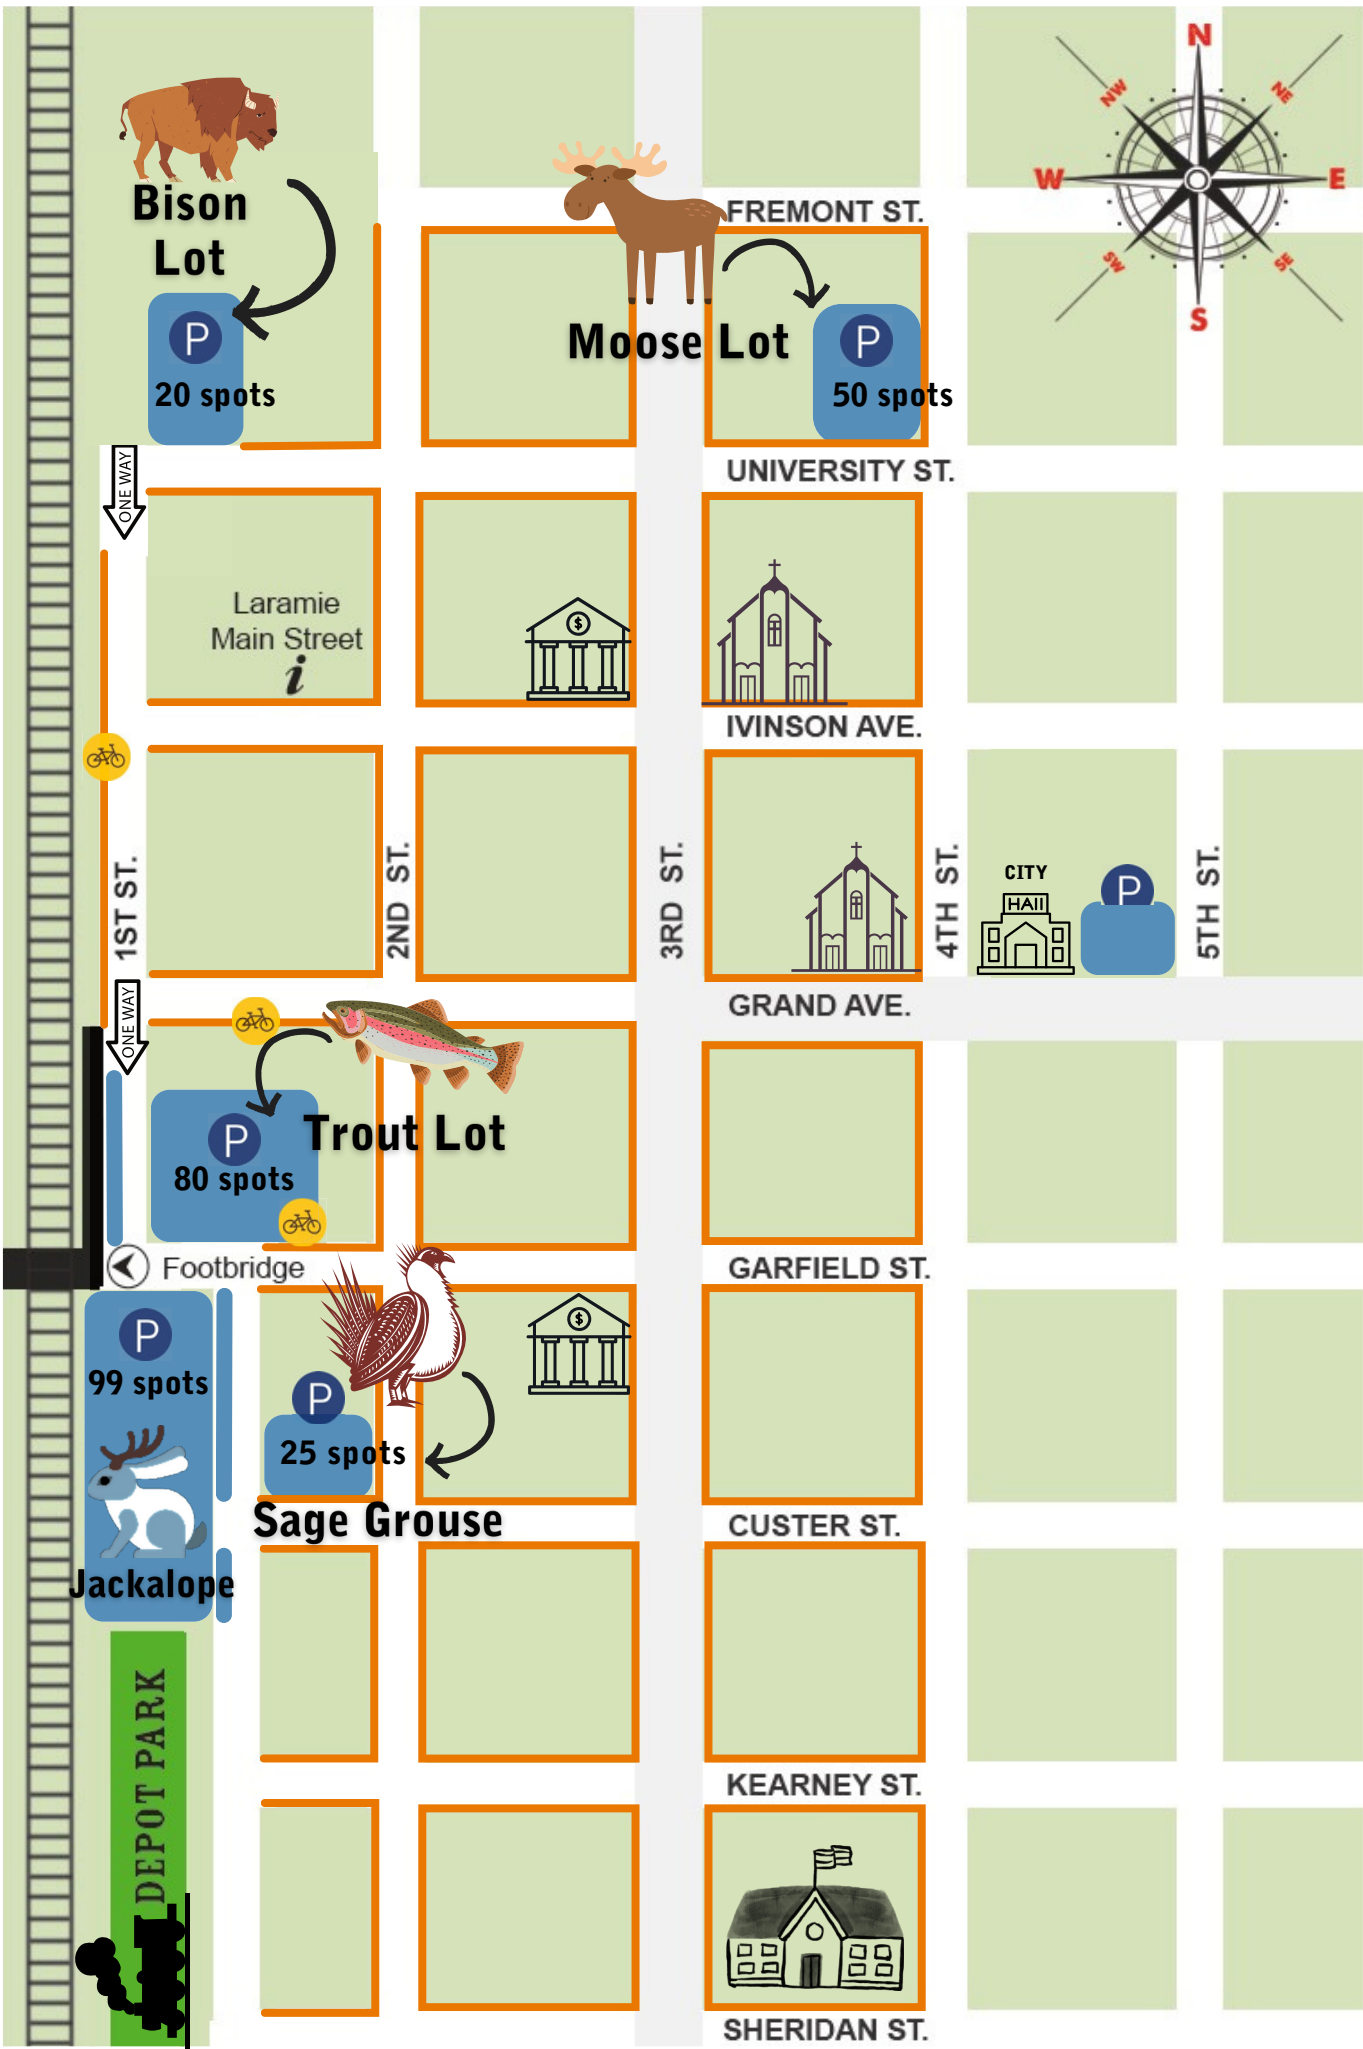 N
NW
NE
W
E
SW
SE
S
Bison
Lot
P
20 spots
FREMONT ST.
Moose Lot
P
50 spots
ONE WAY
UNIVERSITY ST.
Laramie
Main Street
i
$
IVINSON AVE.
1ST ST.
2ND ST.
3RD ST.
4TH ST.
5TH ST.
CITY
HAII
P
GRAND AVE.
ONE WAY
Trout Lot
P
80 spots
Footbridge
GARFIELD ST.
P
99 spots
Jackalope
P
25 spots
Sage Grouse
$
CUSTER ST.
DEPOT PARK
KEARNEY ST.
SHERIDAN ST.